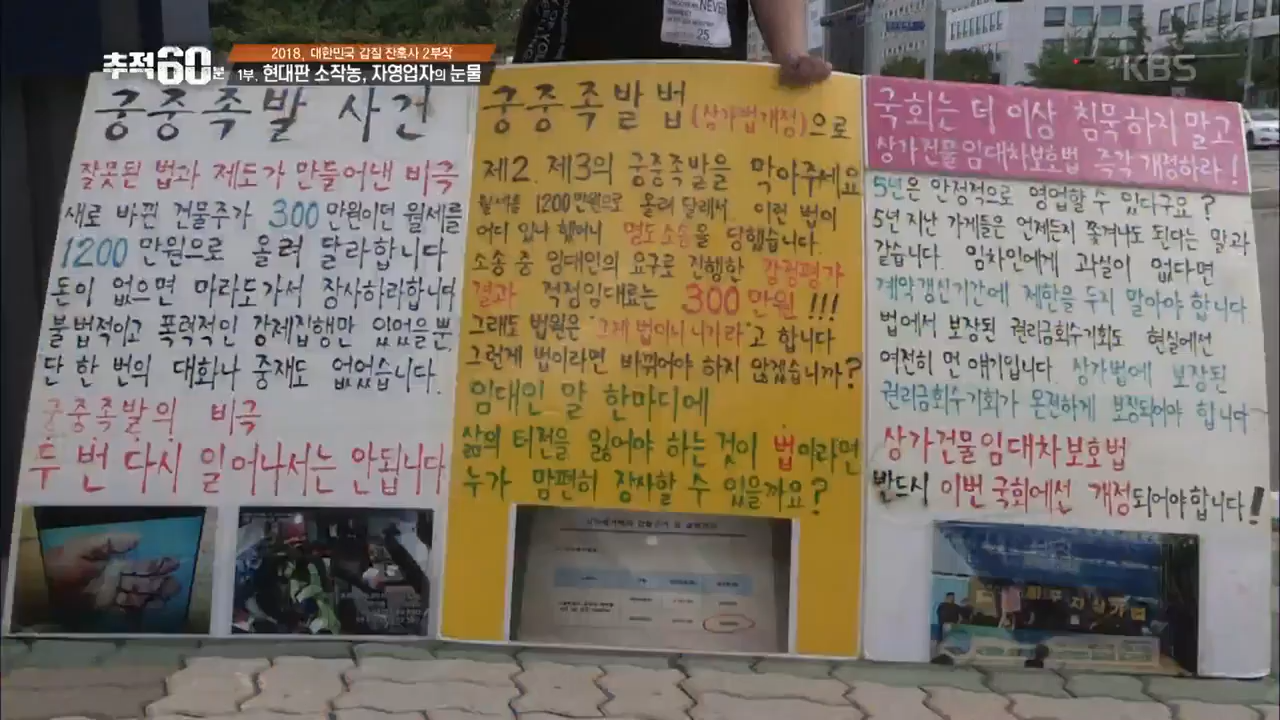 추적60분
2018, 대한민국 갑질 잔혹사 2부작
1부. 현대판 소작농, 자영업자의 눈물
KBS
NEVER
25
궁중족발 사건
잘못된 법과 제도가 만들어낸 비극
새로 바뀐 건물주가 300만원이던 월세를
1200만원으로 올려 달라합니다
돈이 없으면 마라도가서 장사하라합니다
불법적이고 폭력적인 강제집행만 있었을뿐
단 한 번의 대화나 중재도 없었습니다.
궁중족발의 비극
두 번 다시 일어나서는 안됩니다
궁중족발법(상가법개정)으로
제2. 제3의 궁중족발을 막아주세요
월세를 1200만원으로 올려 달래서 이런 법이
어디 있냐 했더니 명도소송을 당했습니다.
소송 중 임대인의 요구로 진행한 감정평가
결과 적정임대료는 300만원!!!
그래도 법원은 "그게 법이니 나가라"고 합니다
그런게 법이라면 바꿔어야 하지 않겠습니까?
임대인 말 한마디에
삶의 터전을 잃어야 하는 것이 법이라면
누가 맘편히 장사할 수 있을까요?
국회는 더 이상 침묵하지 말고
상가건물임대차보호법 즉각 개정하라!
5년은 안정적으로 영업할 수 있다구요?
5년 지난 가게들은 언제든지 쫓겨나도 된다는 말과
같습니다. 임차인에게 과실이 없다면
계약갱신기간에 제한을 두지 말아야 합니다
법에서 보장된 권리금회수기회도 현실에선
여전히 먼 얘기입니다. 상가법에 보장된
권리금회수기회가 온전하게 보장되어야 합니다
상가건물임대차보호법
반드시 이번 국회에선 개정되어야합니다!